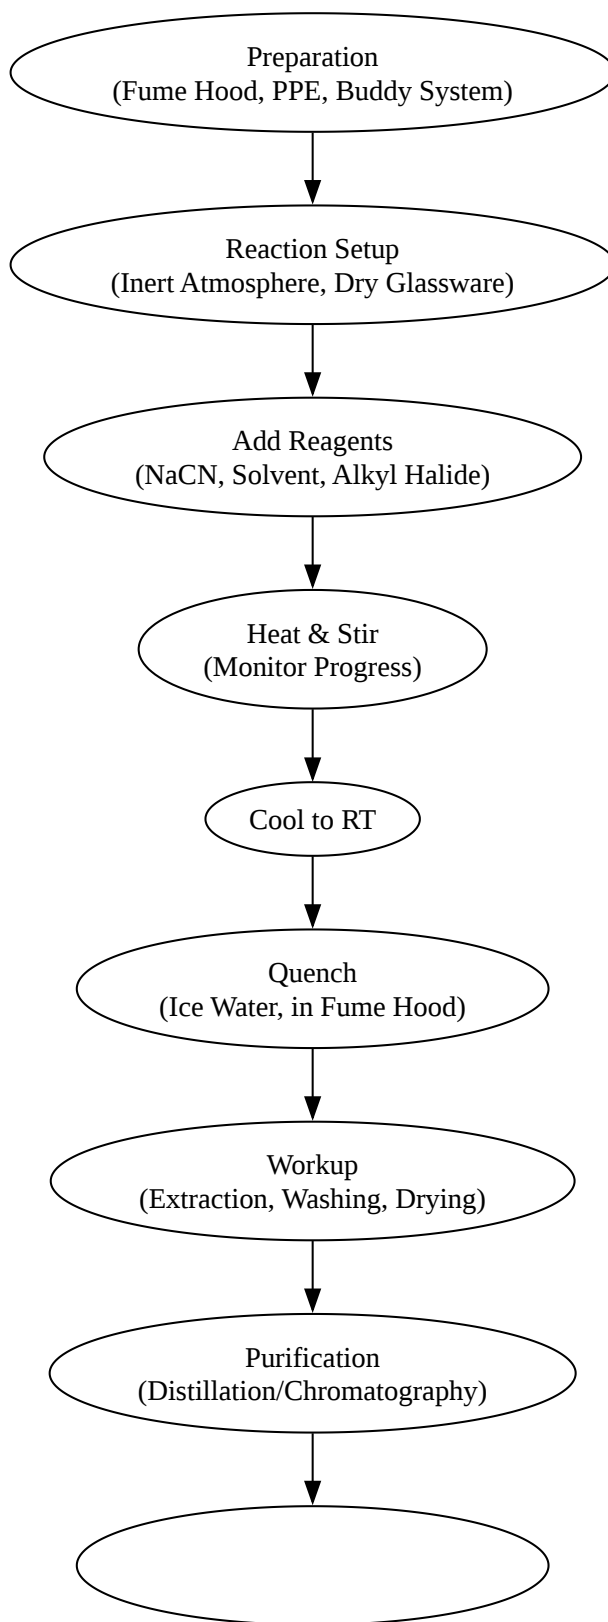 Preparation
(Fume Hood, PPE, Buddy System)
Reaction Setup
(Inert Atmosphere, Dry Glassware)
Add Reagents
(NaCN, Solvent, Alkyl Halide)
Heat & Stir
(Monitor Progress)
Cool to RT
Quench
(Ice Water, in Fume Hood)
Workup
(Extraction, Washing, Drying)
Purification
(Distillation/Chromatography)